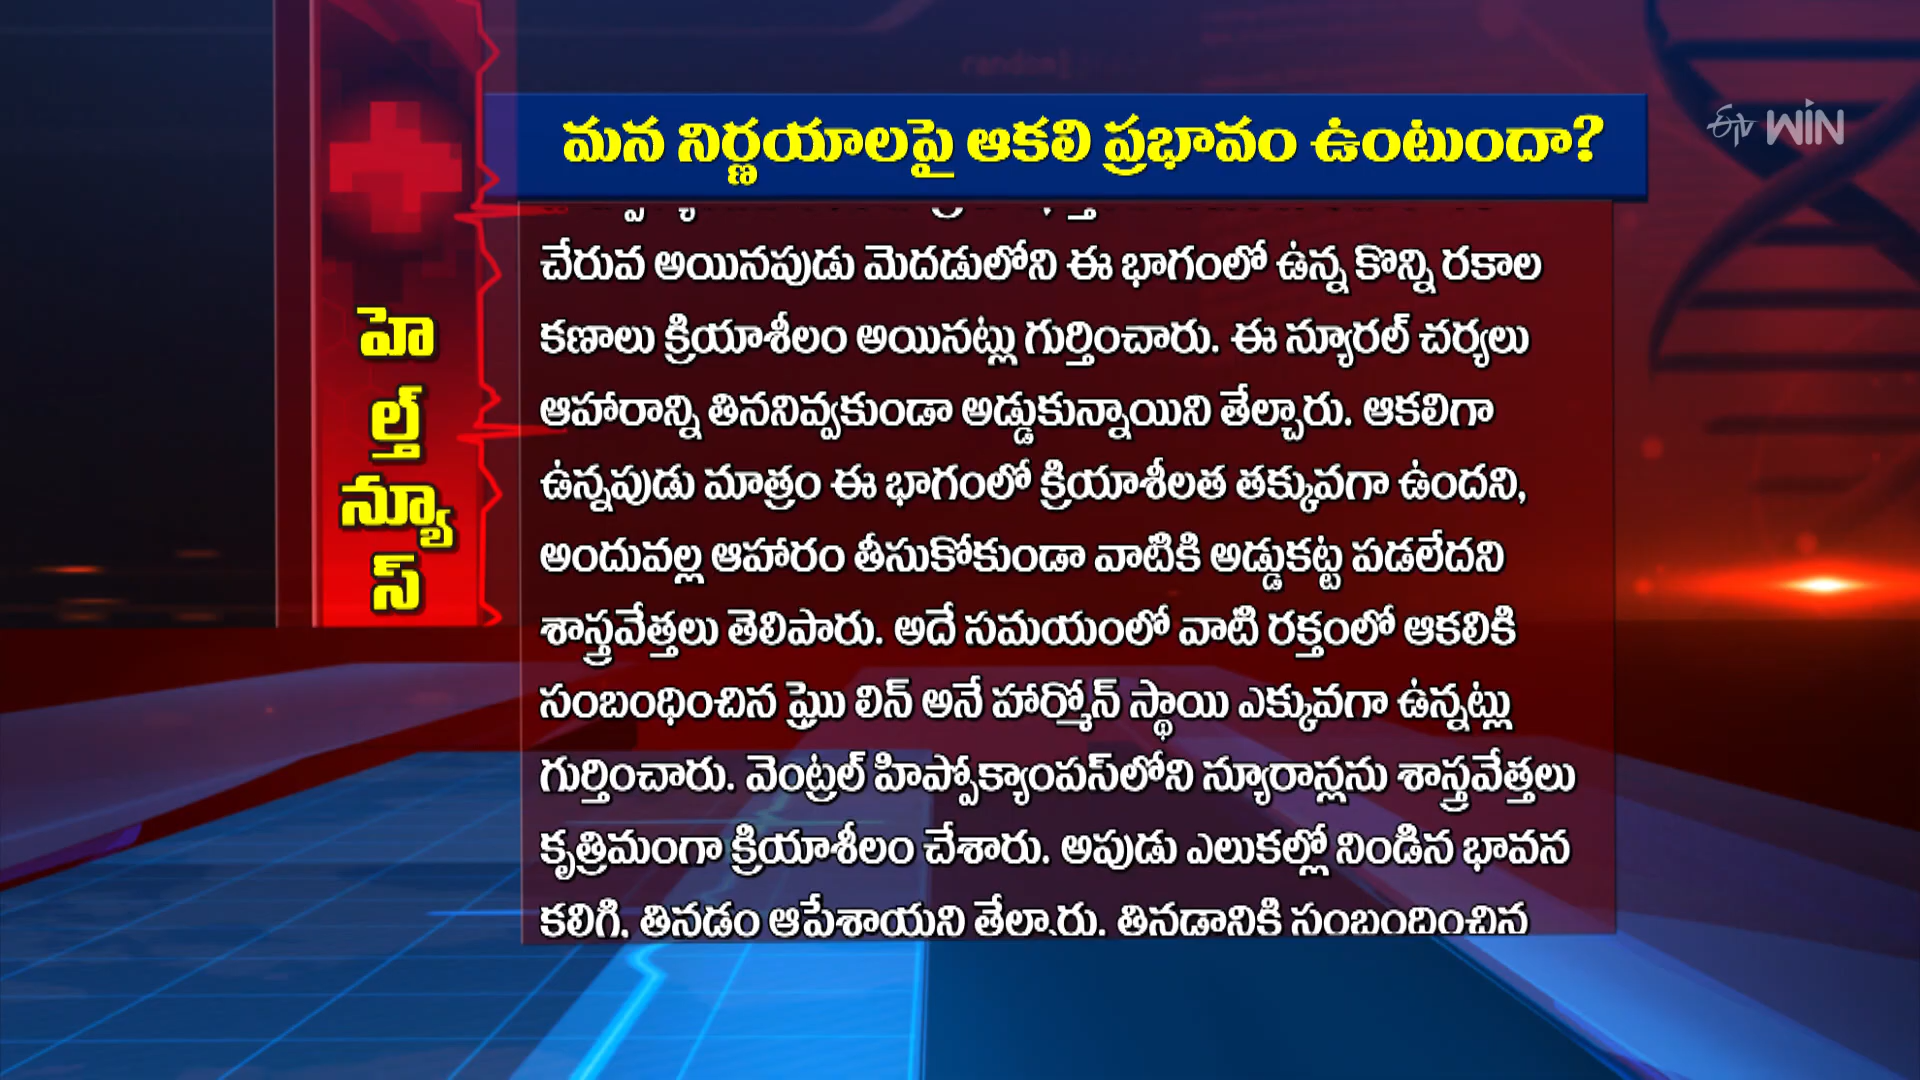 మన నిర్ణయాలపై ఆకలి ప్రభావం ఉంటుందా?
ఈటీవీ WIN
హెల్త్ న్యూస్
చేరువ అయినపుడు మెదడులోని ఈ భాగంలో ఉన్న కొన్ని రకాల
కణాలు క్రియాశీలం అయినట్లు గుర్తించారు. ఈ న్యూరల్ చర్యలు
ఆహారాన్ని తిననివ్వకుండా అడ్డుకున్నాయిని తేల్చారు. ఆకలిగా
ఉన్నపుడు మాత్రం ఈ భాగంలో క్రియాశీలత తక్కువగా ఉందని,
అందువల్ల ఆహారం తీసుకోకుండా వాటికి అడ్డుకట్ట పడలేదని
శాస్త్రవేత్తలు తెలిపారు. అదే సమయంలో వాటి రక్తంలో ఆకలికి
సంబంధించిన ఘ్రె లిన్ అనే హార్మోన్ స్థాయి ఎక్కువగా ఉన్నట్లు
గుర్తించారు. వెంట్రల్ హిప్పోక్యాంపస్‌లోని న్యూరాన్లను శాస్త్రవేత్తలు
కృత్రిమంగా క్రియాశీలం చేశారు. అపుడు ఎలుకల్లో నిండిన భావన
కలిగి, తినడం ఆపేశాయని తేల్చారు. తినడానికి సంబంధించిన